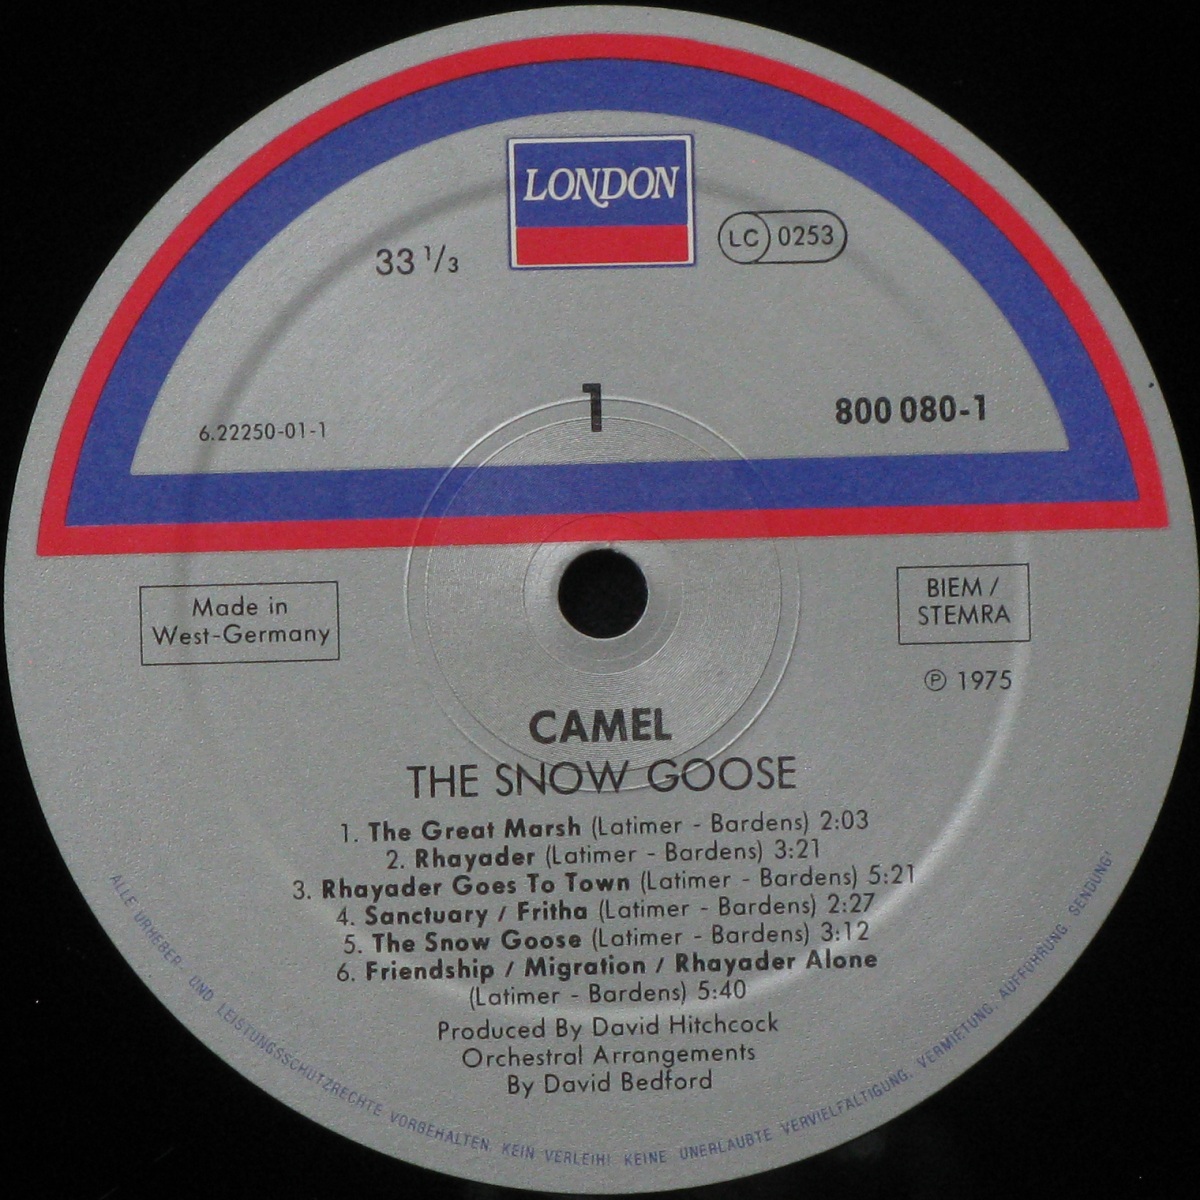 LONDON
LC 0253
33 1/3
1
800 080-1
6.22250-01-1
Made in
West-Germany
BIEM /
STEMRA
℗ 1975
CAMEL
THE SNOW GOOSE
1. The Great Marsh (Latimer - Bardens) 2:03
2. Rhayader (Latimer - Bardens) 3:21
3. Rhayader Goes To Town (Latimer - Bardens) 5:21
4. Sanctuary / Fritha (Latimer - Bardens) 2:27
5. The Snow Goose (Latimer - Bardens) 3:12
6. Friendship / Migration / Rhayader Alone
(Latimer - Bardens) 5:40
Produced By David Hitchcock
Orchestral Arrangements
By David Bedford
ALLE URHEBER- UND LEISTUNGSSCHUTZRECHTE VORBEHALTEN. KEIN VERLEIH! KEINE UNERLAUBTE VERVIELFÄLTIGUNG, VERMIETUNG, AUFFÜHRUNG, SENDUNG!